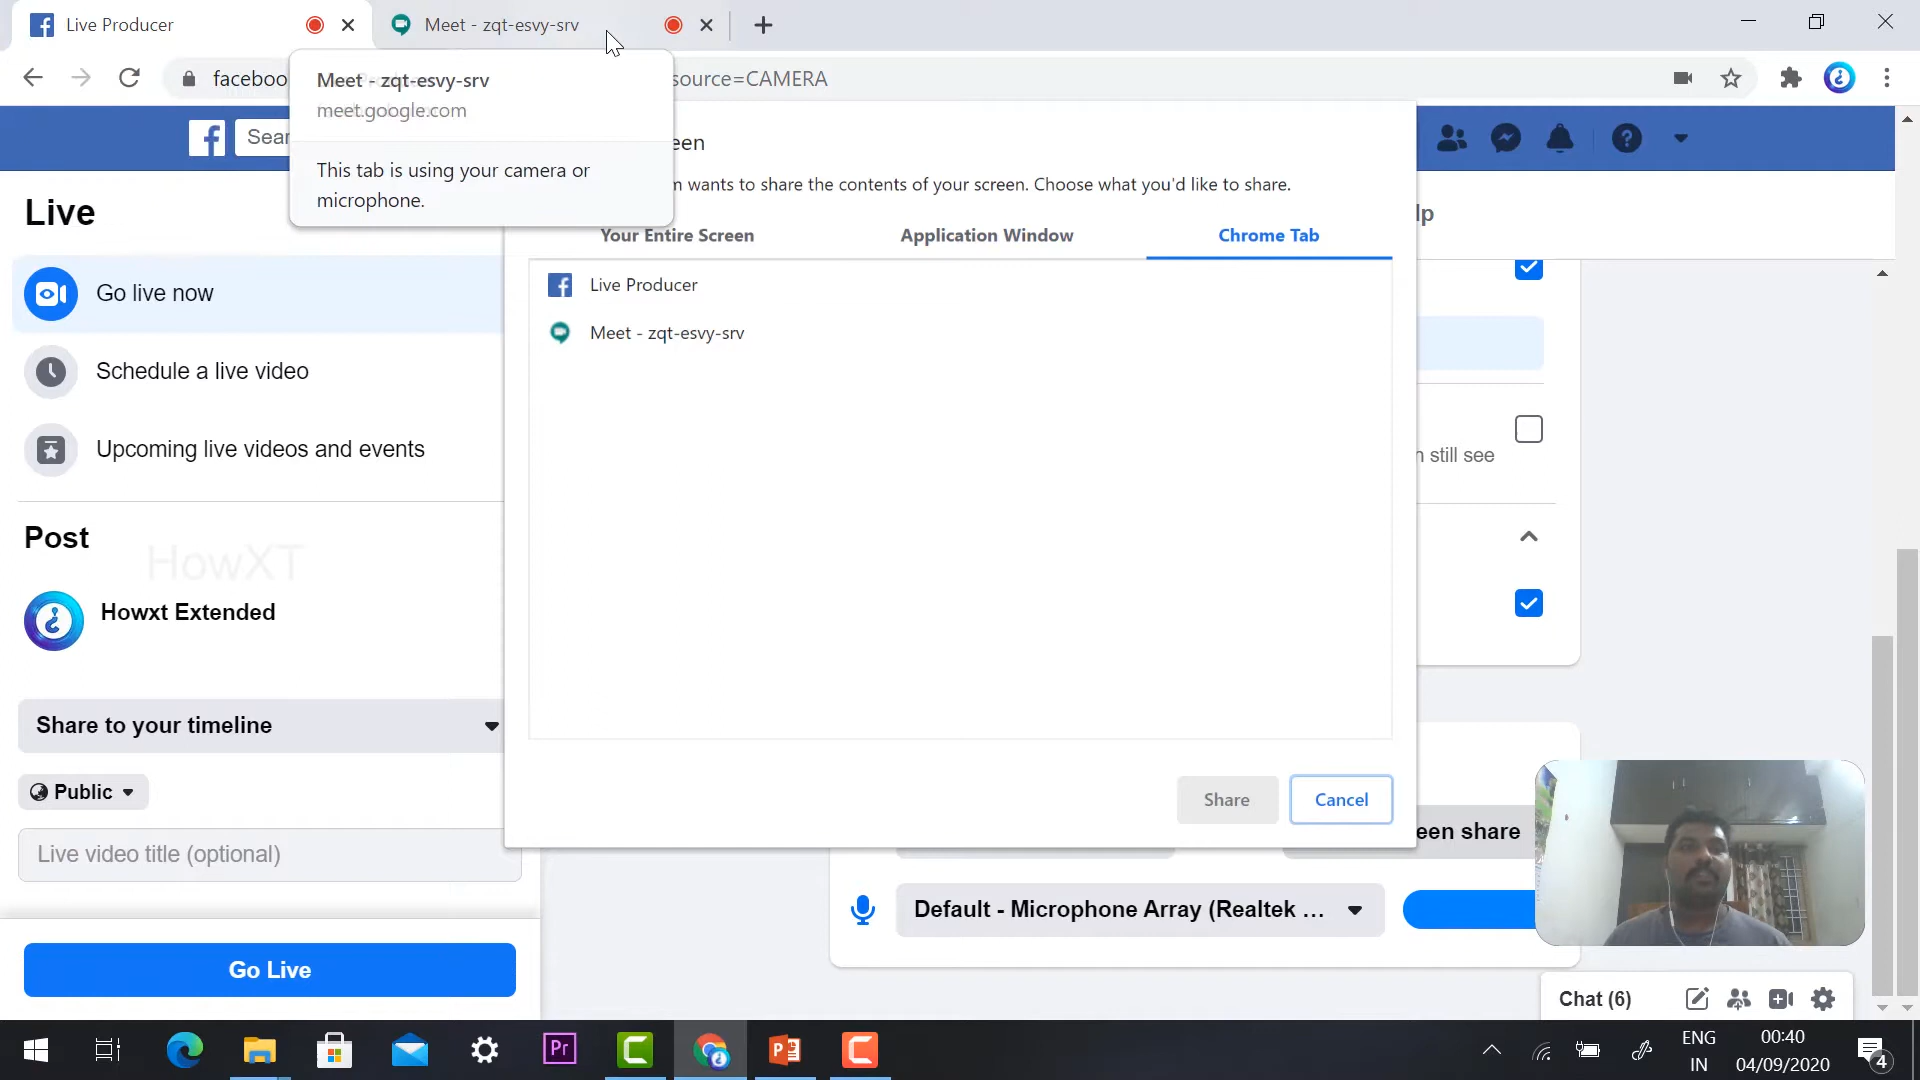 Live Producer
Meet - zqt-esvy-srv
faceboo
source=CAMERA
Meet - zqt-esvy-srv
meet.google.com
This tab is using your camera or
microphone.
Sear
een
m wants to share the contents of your screen. Choose what you'd like to share.
Your Entire Screen
Application Window
Chrome Tab
Live Producer
Meet - zqt-esvy-srv
Share
Cancel
lp
n still see
Live
Go live now
Schedule a live video
Upcoming live videos and events
Post
HowXT
Howxt Extended
Share to your timeline
Public
Live video title (optional)
Go Live
een share
Default - Microphone Array (Realtek ...
Chat (6)
Pr
ENG
IN
00:40
04/09/2020
4